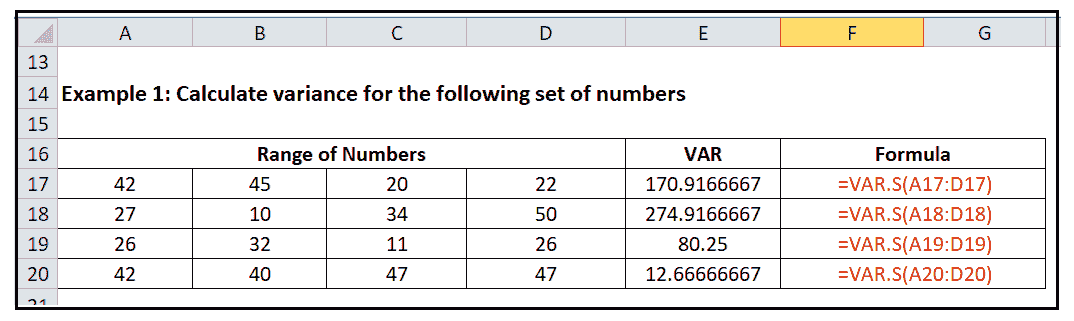 A B C D E F G
13
14 Example 1: Calculate variance for the following set of numbers
15
16 Range of Numbers VAR Formula
17 42 45 20 22 170.9166667 =VAR.S(A17:D17)
18 27 10 34 50 274.9166667 =VAR.S(A18:D18)
19 26 32 11 26 80.25 =VAR.S(A19:D19)
20 42 40 47 47 12.66666667 =VAR.S(A20:D20)